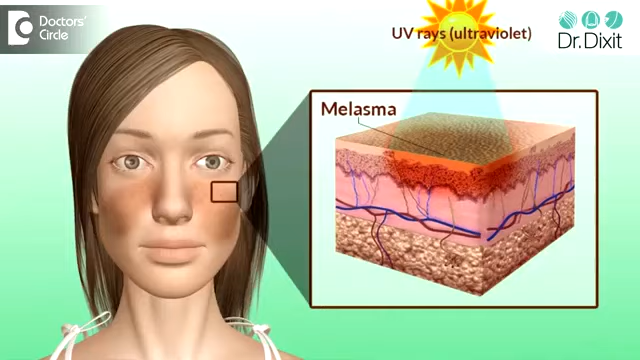 Doctors'
Circle
UV rays (ultraviolet)
Dr.Dixit
Melasma